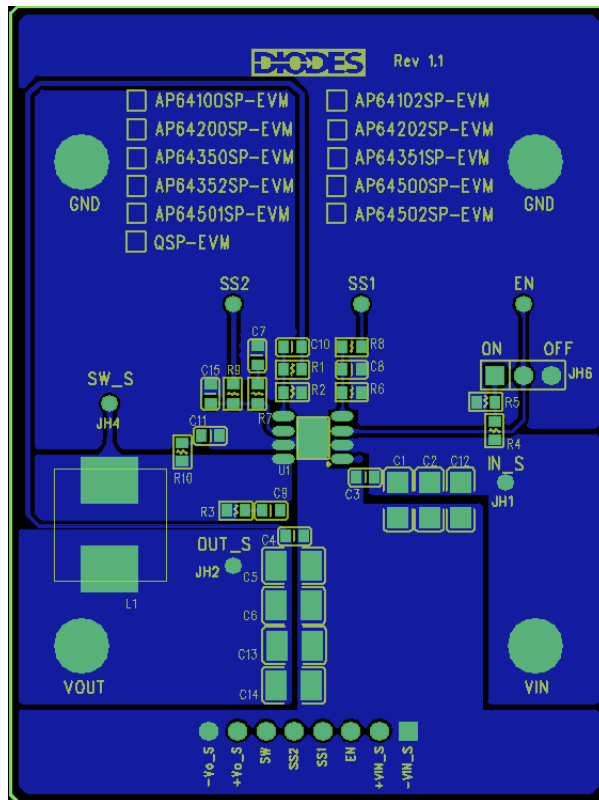 DIODES Rev 1.1
AP64100SP-EVM AP64102SP-EVM
AP64200SP-EVM AP64202SP-EVM
AP64350SP-EVM AP64351SP-EVM
AP64352SP-EVM AP64500SP-EVM
AP64501SP-EVM AP64502SP-EVM
QSP-EVM
GND GND
SS2 SS1 EN
C7 C10 R8 ON OFF
R1 C8 JH6
C15 R9 R2 R6 R5
SW_S
JH4 C11 R7 R4
R10 U1 C3 C1 C2 C12 IN_S
JH1
R3 C9
OUT_S C4
JH2 C5
L1 C6
C13
VOUT VIN
C14
-Vo_S +Vo_S SW SS2 SS1 EN +VIN_S -VIN_S